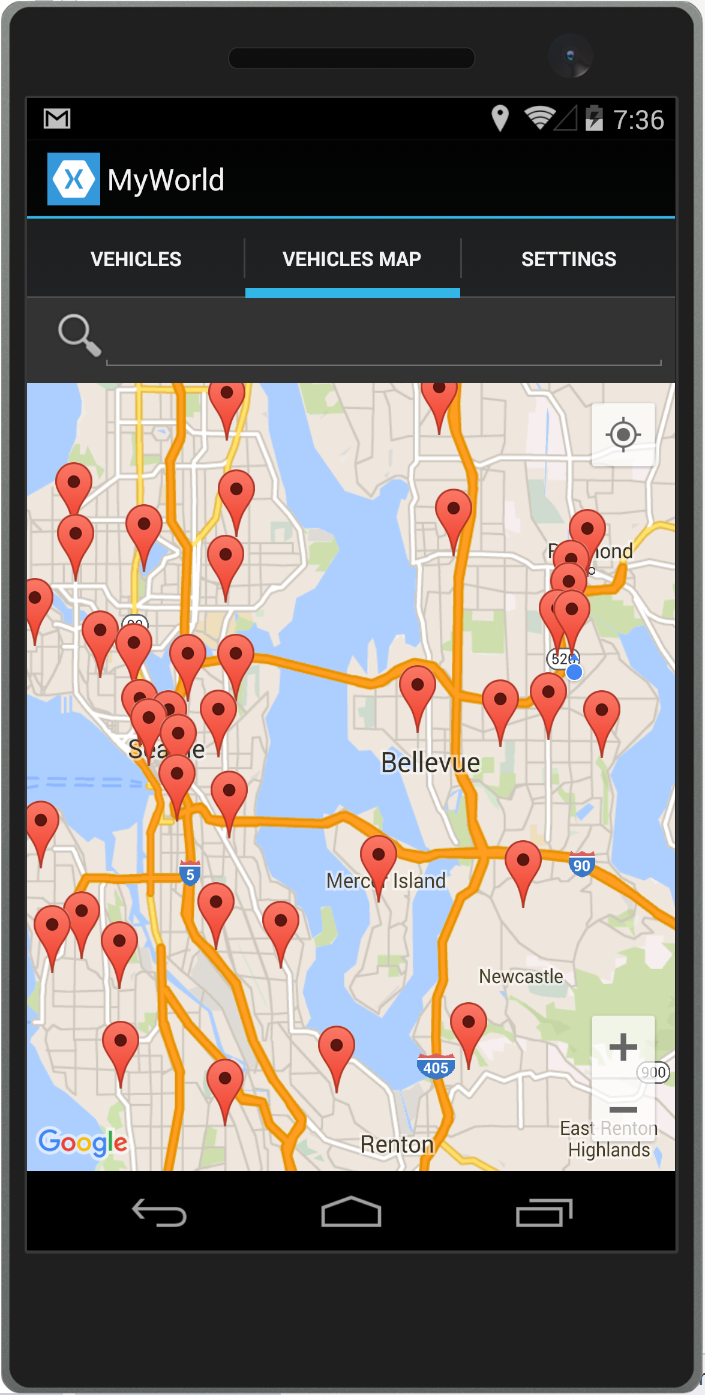 7:36
MyWorld
VEHICLES
VEHICLES MAP
SETTINGS
520
Bellevue
5
90
Mercer Island
Newcastle
405
900
East Renton
Highlands
Renton
Google